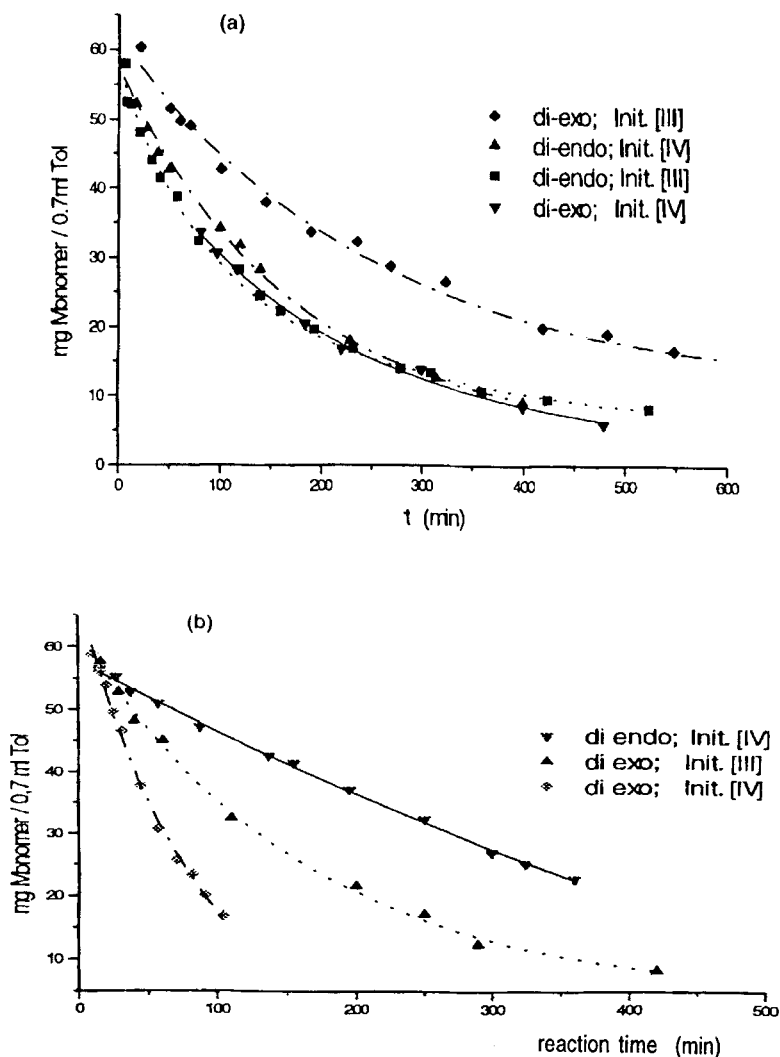 (a)
60
50
40
30
20
10
0
mg Monomer / 0.7ml Tol
di-exo; Init. [III]
di-endo; Init. [IV]
di-endo; Init. [III]
di-exo; Init. [IV]
0 100 200 300 400 500 600
t (min)
(b)
60
50
40
30
20
10
mg Monomer / 0,7 ml Tol
di endo; Init. [IV]
di exo; Init. [III]
di exo; Init. [IV]
0 100 200 300 400 500
reaction time (min)